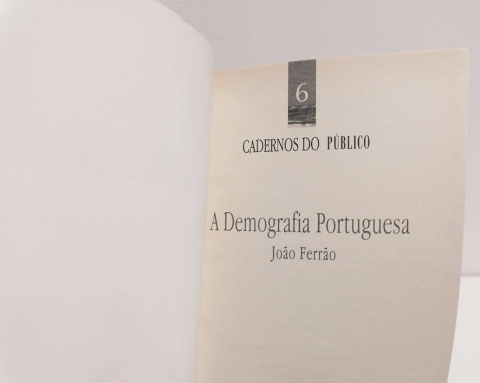 6
CADERNOS DO PÚBLICO
A Demografia Portuguesa
João Ferrão